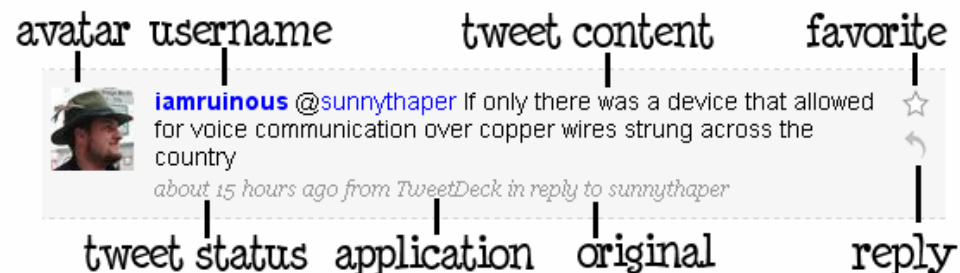 avatar username tweet content favorite
iamruinous @sunnythaper If only there was a device that allowed
for voice communication over copper wires strung across the
country
about 15 hours ago from TweetDeck in reply to sunnythaper
tweet status application original reply